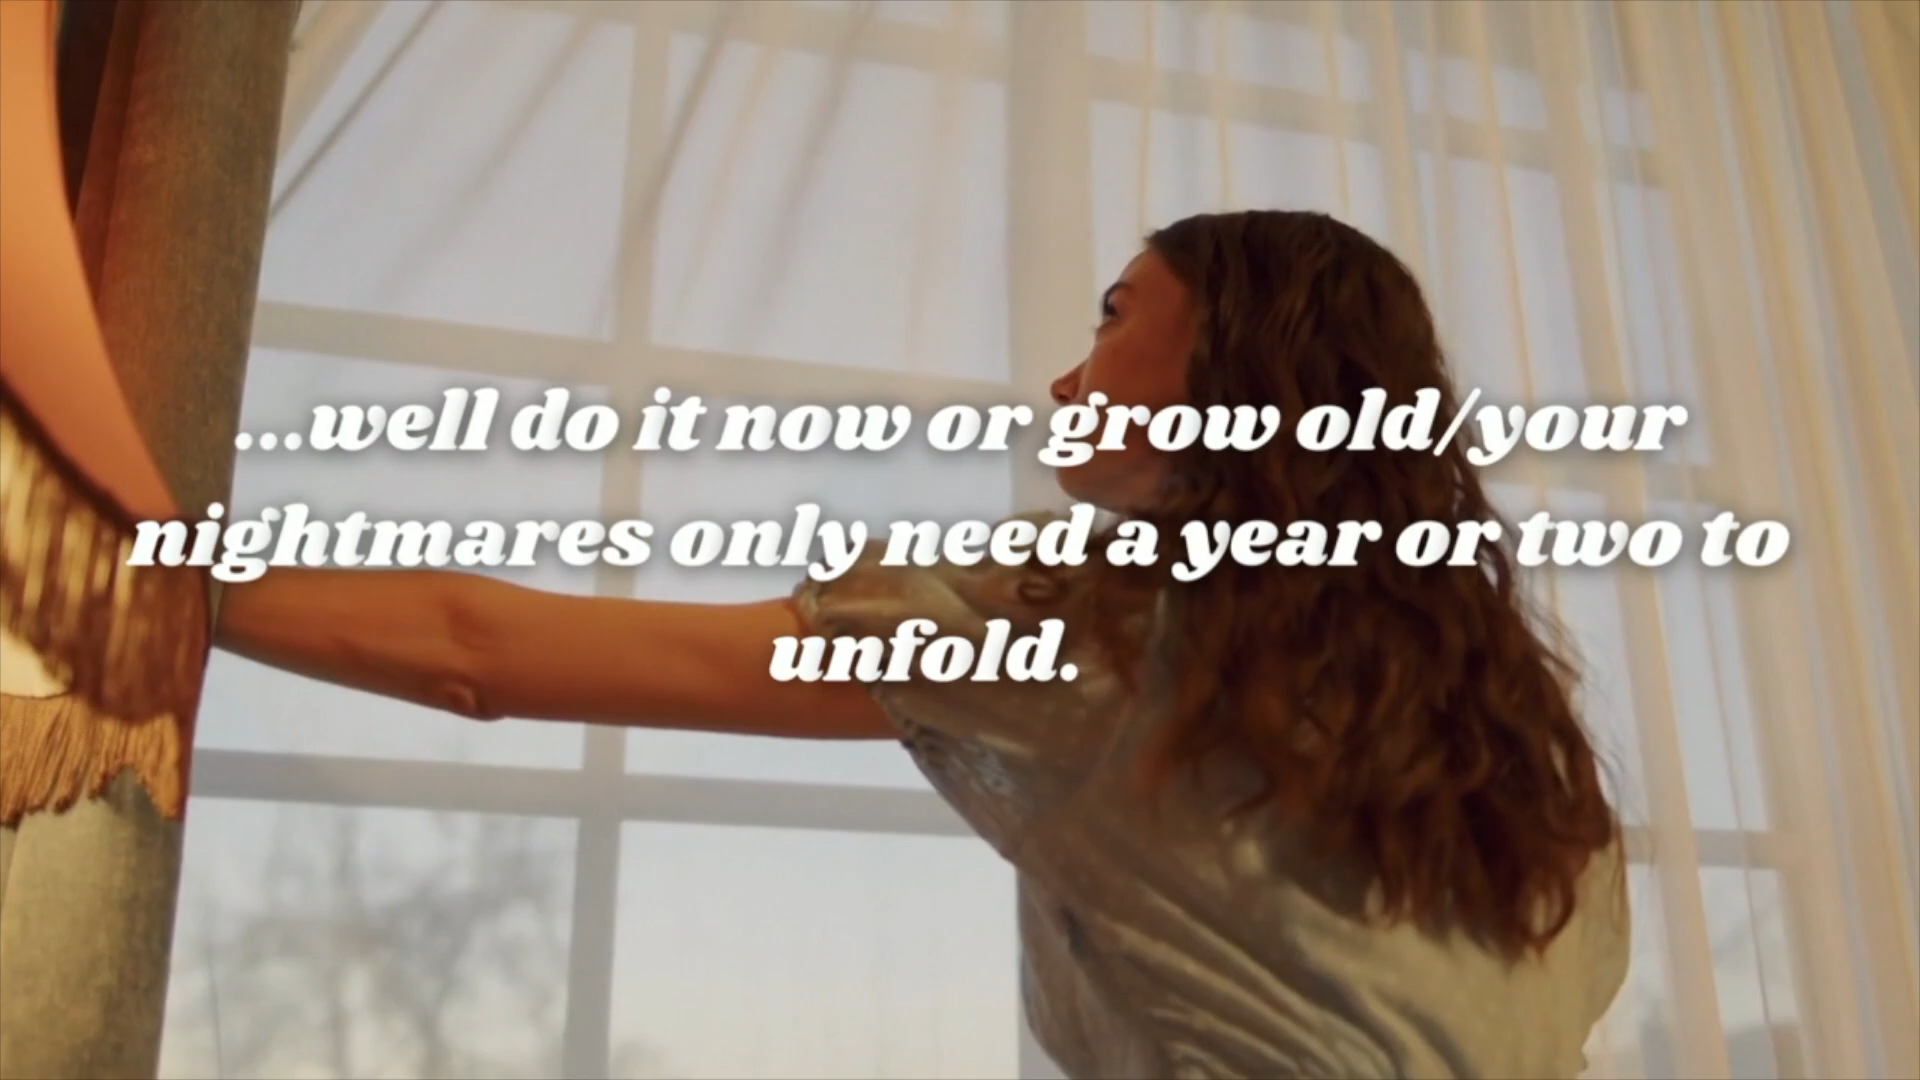 ...well do it now or grow old/your
nightmares only need a year or two to
unfold.